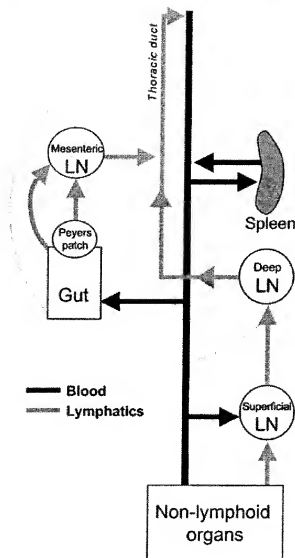 Thoracic duct
Mesenteric
LN
Peyers
patch
Gut
Spleen
Deep
LN
Blood
Lymphatics
Superficial
LN
Non-lymphoid
organs